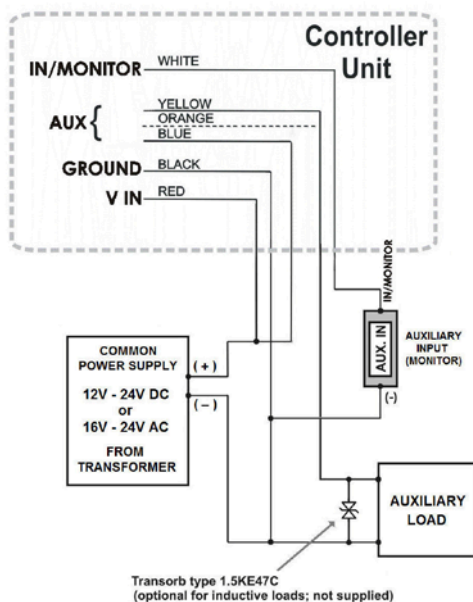 Controller
Unit
IN/MONITOR
WHITE
YELLOW
AUX {
ORANGE
BLUE
GROUND
BLACK
V IN
RED
IN/MONITOR
COMMON
POWER SUPPLY
12V - 24V DC
or
16V - 24V AC
FROM
TRANSFORMER
(+)
(−)
AUX. IN
AUXILIARY
INPUT
(MONITOR)
(-)
AUXILIARY
LOAD
Transorb type 1.5KE47C
(optional for inductive loads; not supplied)